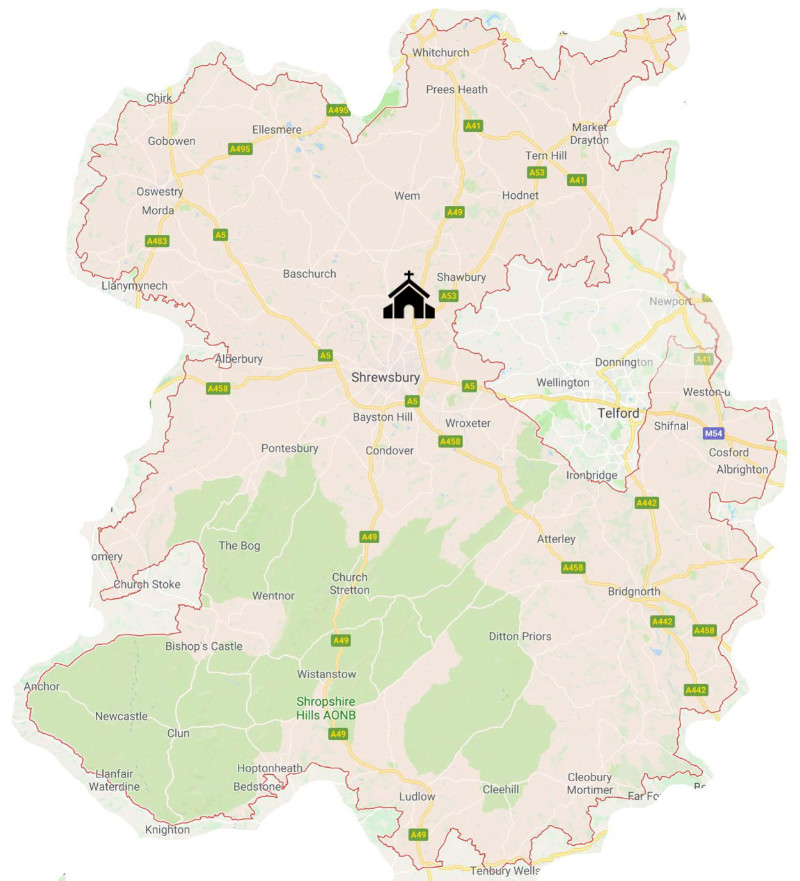 M
Whitchurch
Prees Heath
Chirk
A495
A41
Ellesmere
Market
Drayton
Gobowen
A495
Tern Hill
A53
A41
Oswestry
Wem
Hodnet
Morda
A49
A5
A483
Baschurch
Shawbury
Llanymynech
A53
Newport
Alberbury
A5
A41
Donnington
Shrewsbury
Wellington
A458
A5
Weston-u
A5
Telford
Bayston Hill
Wroxeter
Shifnal
M54
A458
Pontesbury
Condover
Cosford
Albrighton
Ironbridge
A442
A49
Atterley
The Bog
omery
A458
Church Stoke
Church
Stretton
Wentnor
Bridgnorth
A442
A458
Ditton Priors
A49
Bishop's Castle
Wistanstow
Anchor
A442
Shropshire
Hills AONB
Newcastle
Clun
A49
Hoptonheath
Llanfair
Waterdine
Bedstone
Cleobury
Mortimer
Cleehill
Ludlow
Far Fo
Knighton
A49
Tenbury Wells